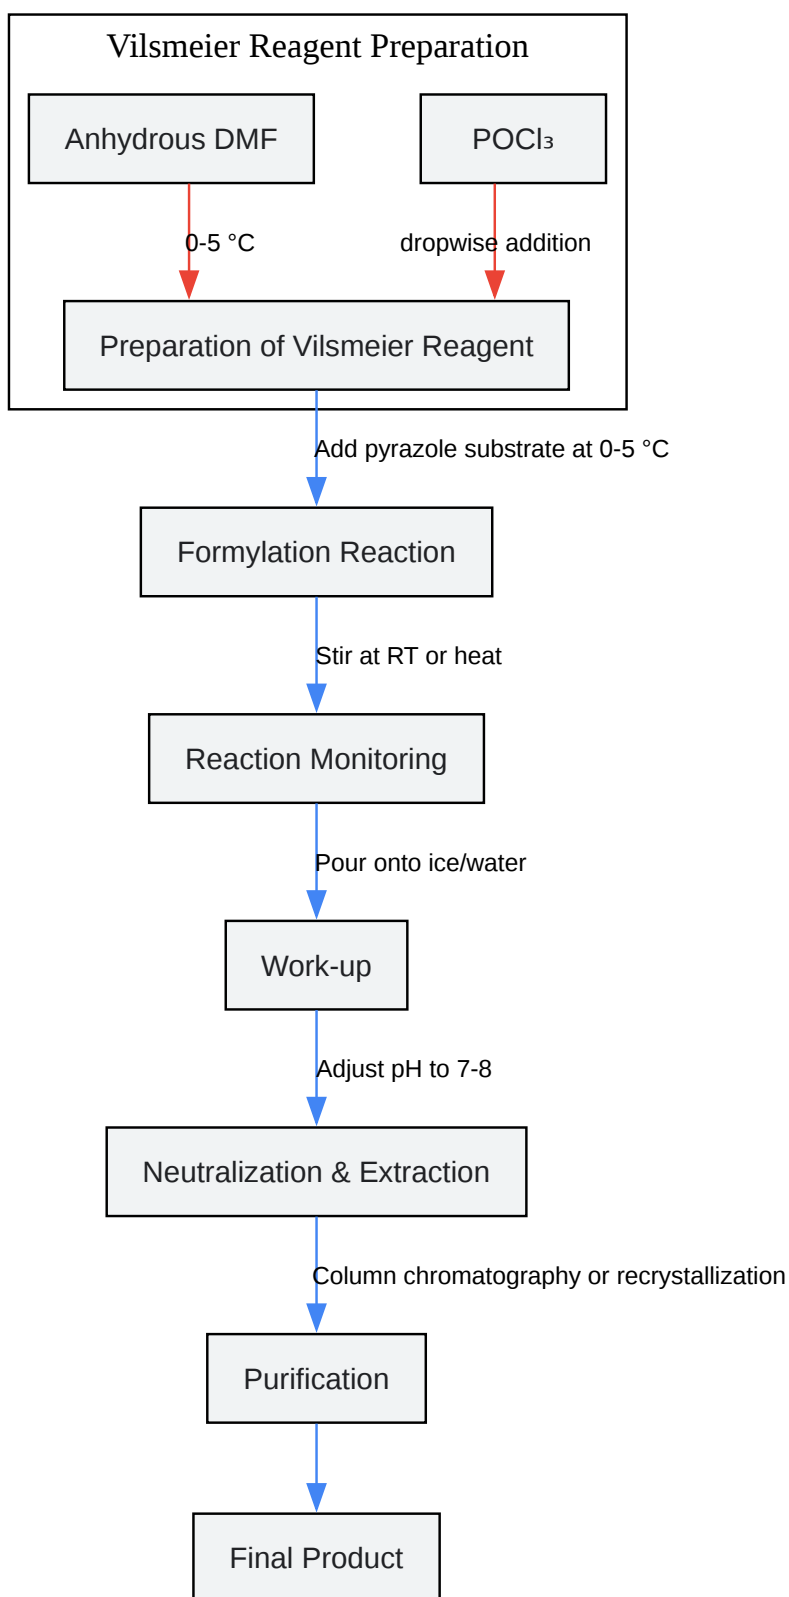 Vilsmeier Reagent Preparation
Anhydrous DMF
POCl₃
0-5 °C
dropwise addition
Preparation of Vilsmeier Reagent
Add pyrazole substrate at 0-5 °C
Formylation Reaction
Stir at RT or heat
Reaction Monitoring
Pour onto ice/water
Work-up
Adjust pH to 7-8
Neutralization & Extraction
Column chromatography or recrystallization
Purification
Final Product